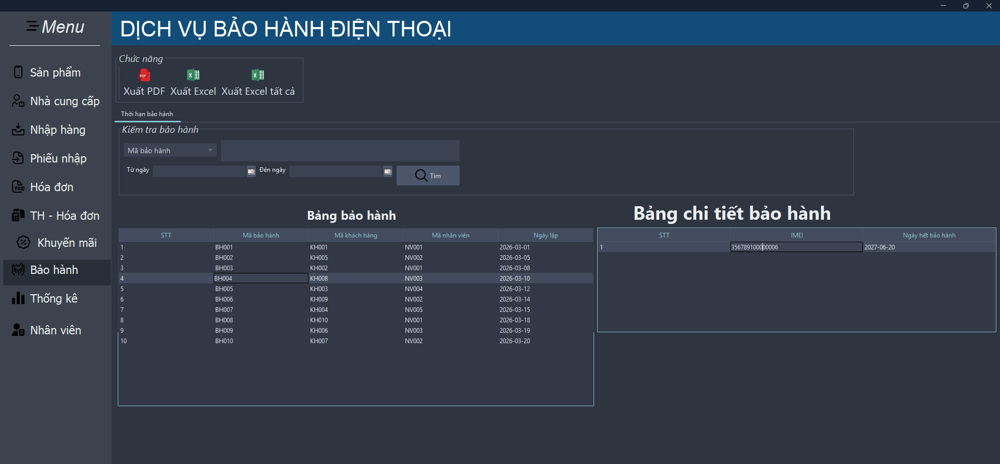 Menu
DỊCH VỤ BẢO HÀNH ĐIỆN THOẠI
Sản phẩm
Nhà cung cấp
Nhập hàng
Phiếu nhập
PAID
Hóa đơn
TH - Hóa đơn
Khuyến mãi
Bảo hành
Thống kê
Nhân viên
Chức năng
PDF
Xuất PDF Xuất Excel Xuất Excel tất cả
Thời hạn bảo hành
Kiểm tra bảo hành
Mã bảo hành
Từ ngày Đén ngày Tìm
Bảng bảo hành
STT Mã bảo hành Mã khách hàng Mã nhân viên Ngày lập
1 BH001 KH001 NV001 2026-03-01
2 BH002 KH005 NV002 2026-03-05
3 BH003 KH002 NV001 2026-03-08
4 BH004 KH008 NV003 2026-03-10
5 BH005 KH003 NV004 2026-03-12
6 BH006 KH009 NV002 2026-03-14
7 BH007 KH004 NV005 2026-03-15
8 BH008 KH010 NV001 2026-03-18
9 BH009 KH006 NV003 2026-03-19
10 BH010 KH007 NV002 2026-03-20
Bảng chi tiết bảo hành
STT IMEI Ngày hết bảo hành
1 356789100000006 2027-06-20